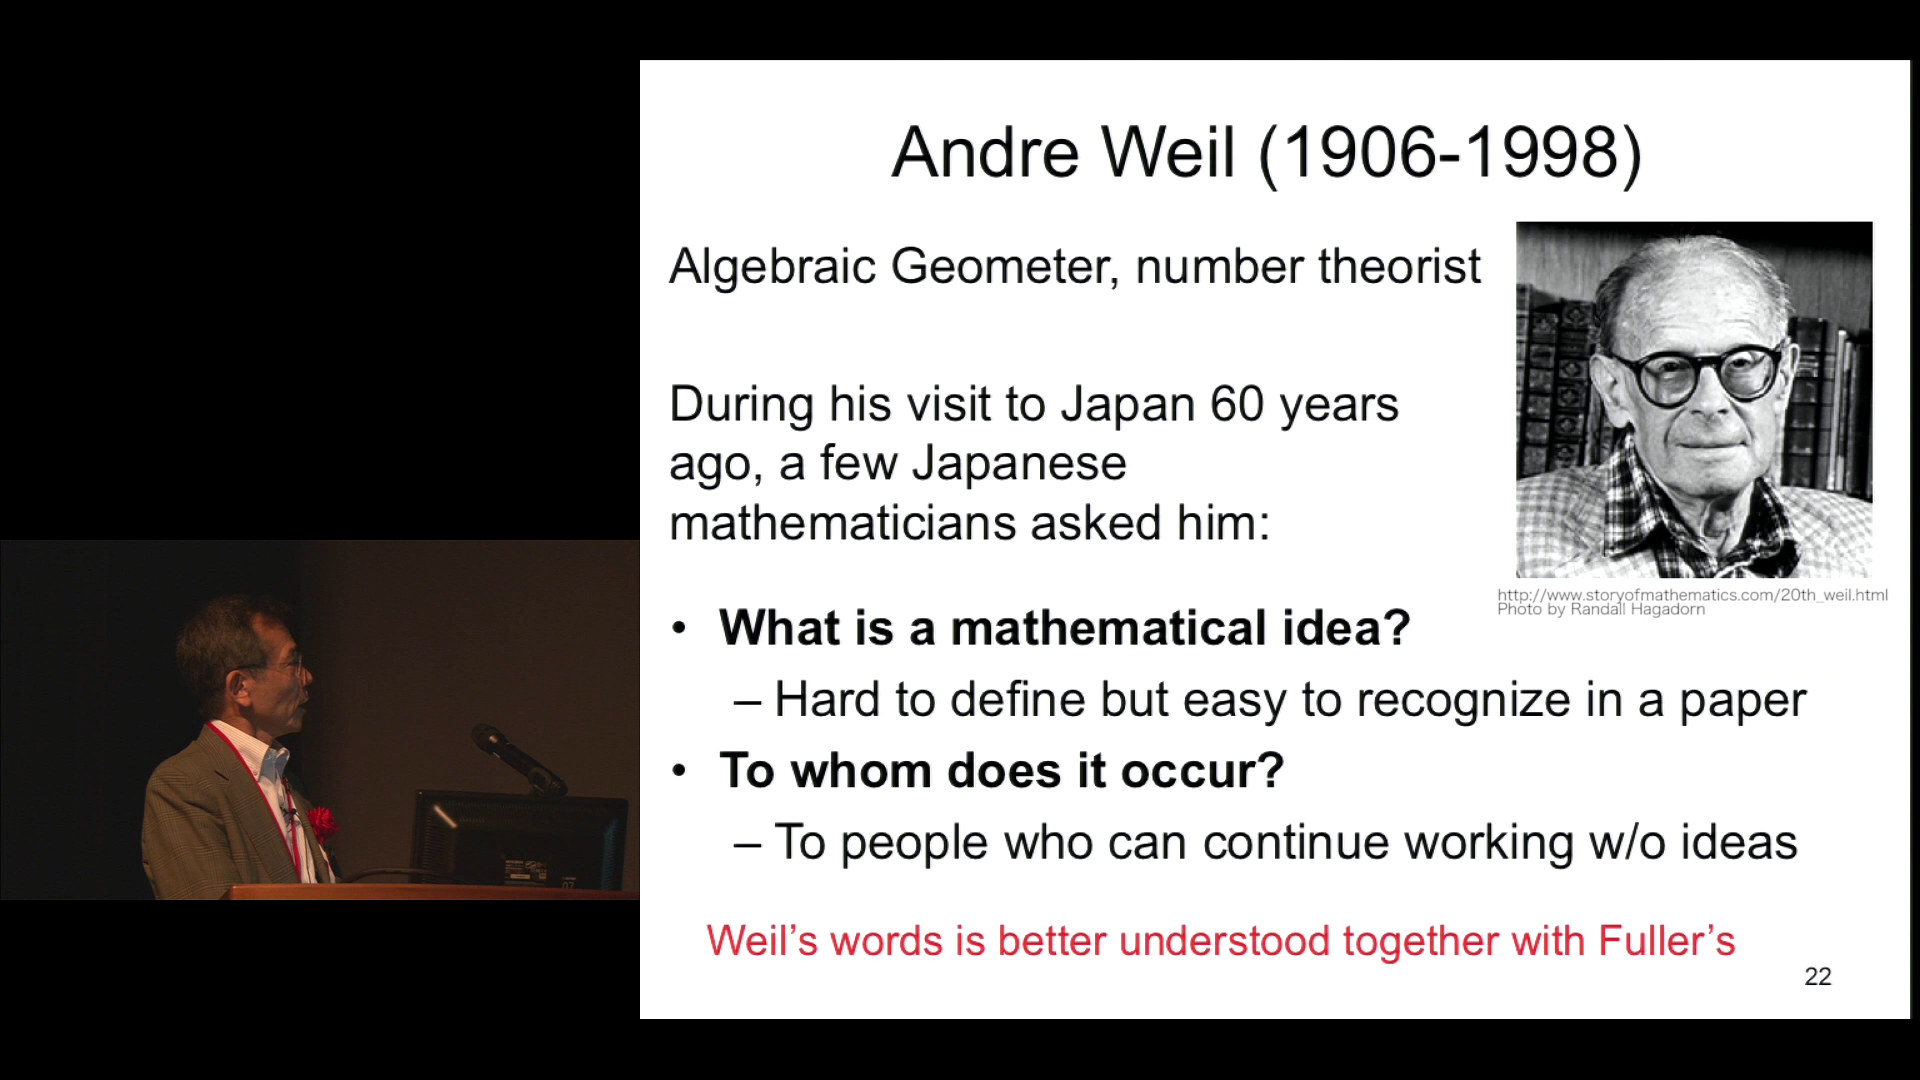 Andre Weil (1906-1998)
Algebraic Geometer, number theorist
During his visit to Japan 60 years
ago, a few Japanese
mathematicians asked him:
http://www.storyofmathematics.com/20th_weil.html
Photo by Randall Hagadorn
• What is a mathematical idea?
– Hard to define but easy to recognize in a paper
• To whom does it occur?
– To people who can continue working w/o ideas
Weil’s words is better understood together with Fuller’s
22